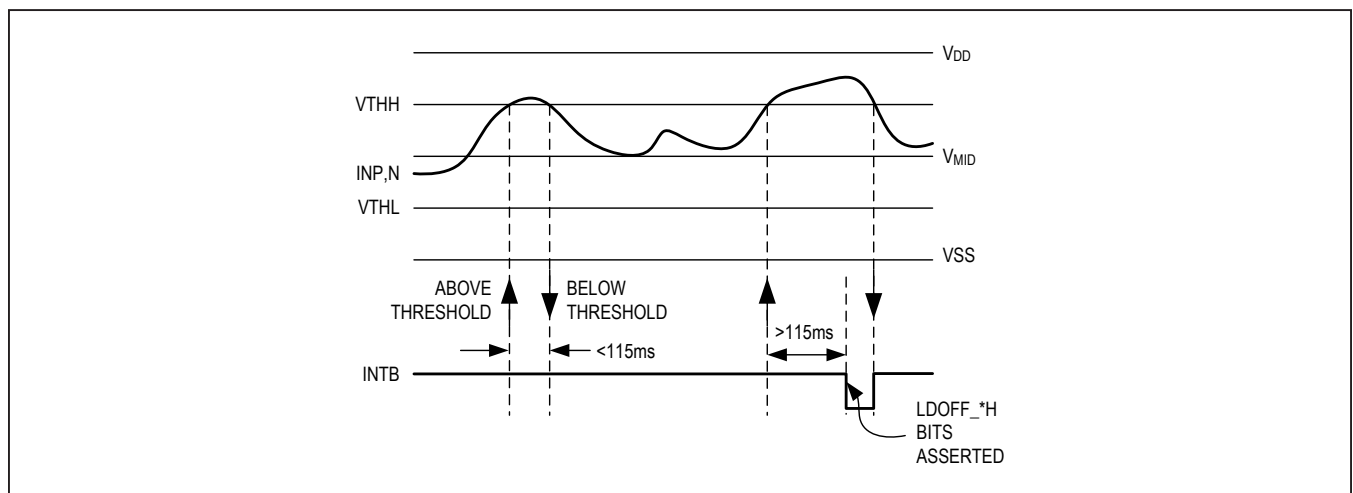 VDD
VTHH
VMID
INP,N
VTHL
VSS
ABOVE
THRESHOLD
BELOW
THRESHOLD
>115ms
<115ms
INTB
LDOFF_*H
BITS
ASSERTED